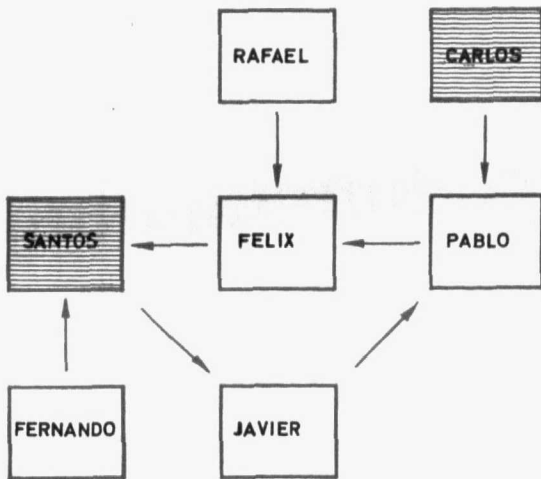 RAFAEL
CARLOS
SANTOS
FELIX
PABLO
FERNANDO
JAVIER